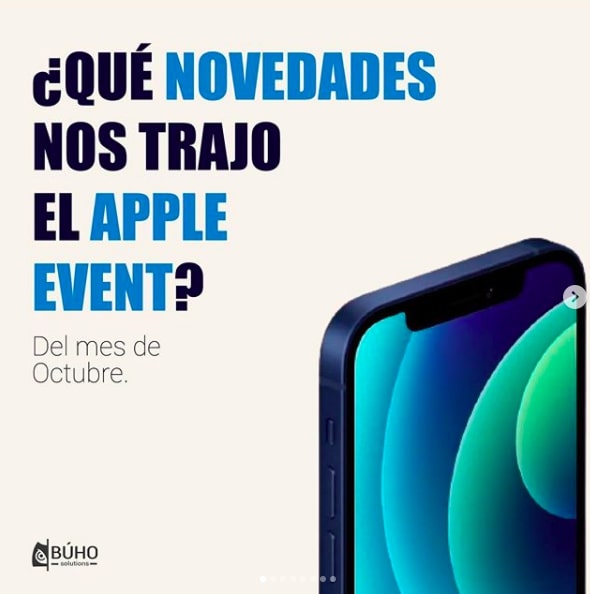 ¿QUÉ NOVEDADES
NOS TRAJO
EL APPLE
EVENT?
Del mes de
Octubre.
BÚHO
solutions